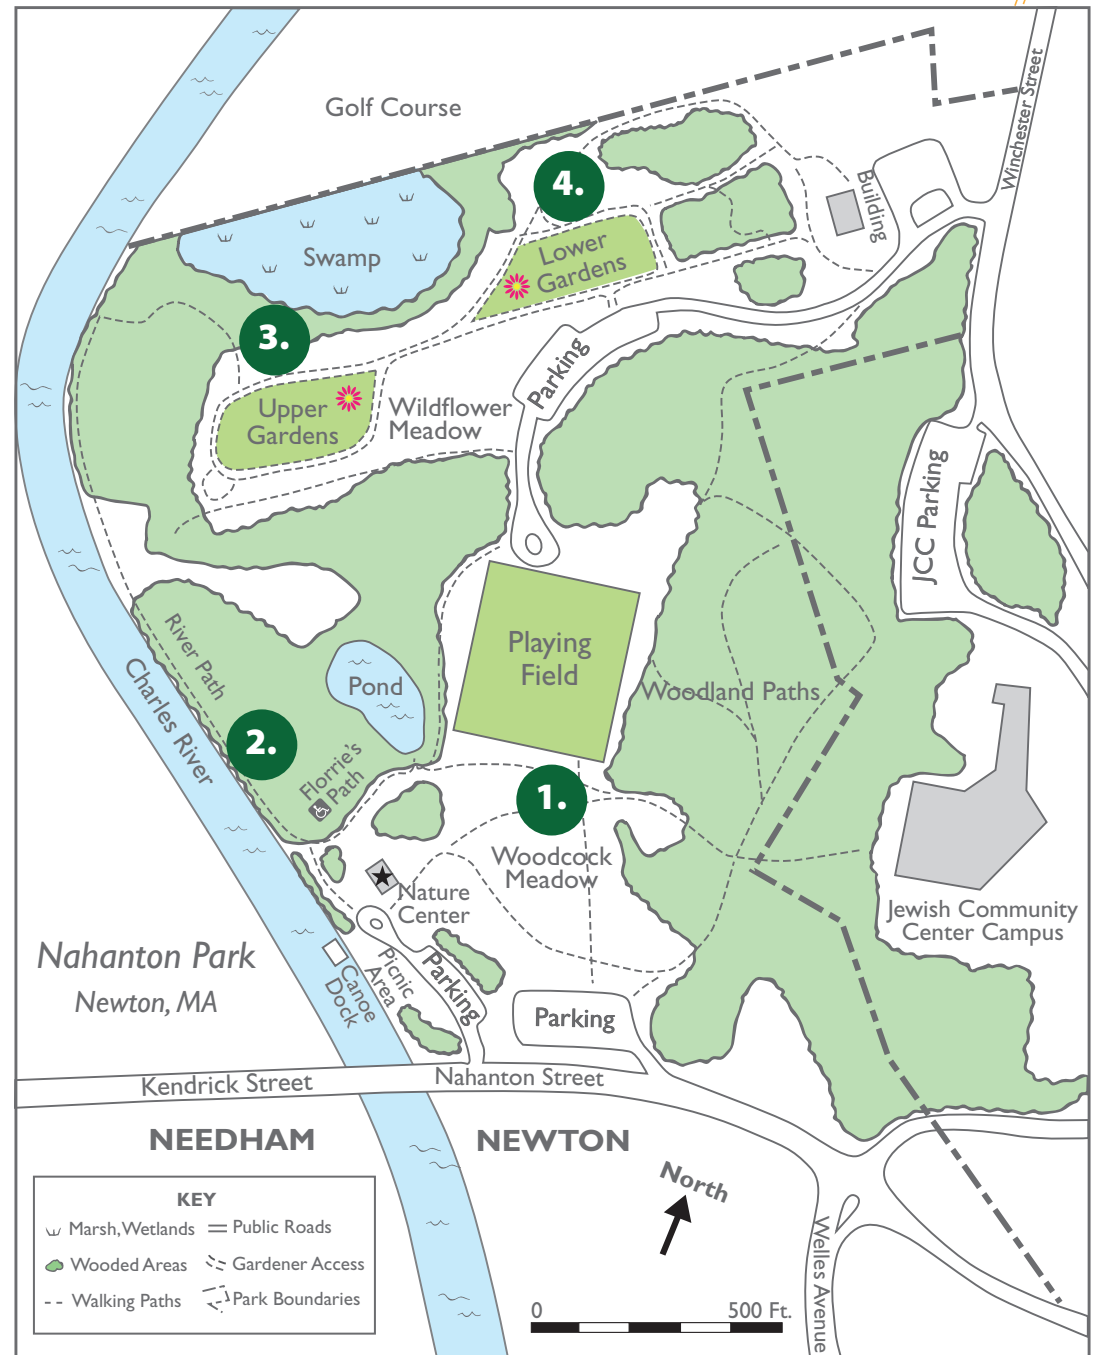 Golf Course
Winchester Street
4.
Building
Lower
Gardens
Swamp
3.
Parking
Upper
Gardens
Wildflower
Meadow
JCC Parking
Playing
Field
River Path
Pond
Woodland Paths
Charles River
2.
Florrie's
Path
1.
Woodcock
Meadow
Nature
Center
Jewish Community
Center Campus
Nahanton Park
Newton, MA
Picnic
Area
Parking
Canoe
Dock
Parking
Kendrick Street
Nahanton Street
NEEDHAM
NEWTON
North
KEY
Marsh, Wetlands
Public Roads
Wooded Areas
Gardener Access
Walking Paths
Park Boundaries
Welles Avenue
0
500 Ft.